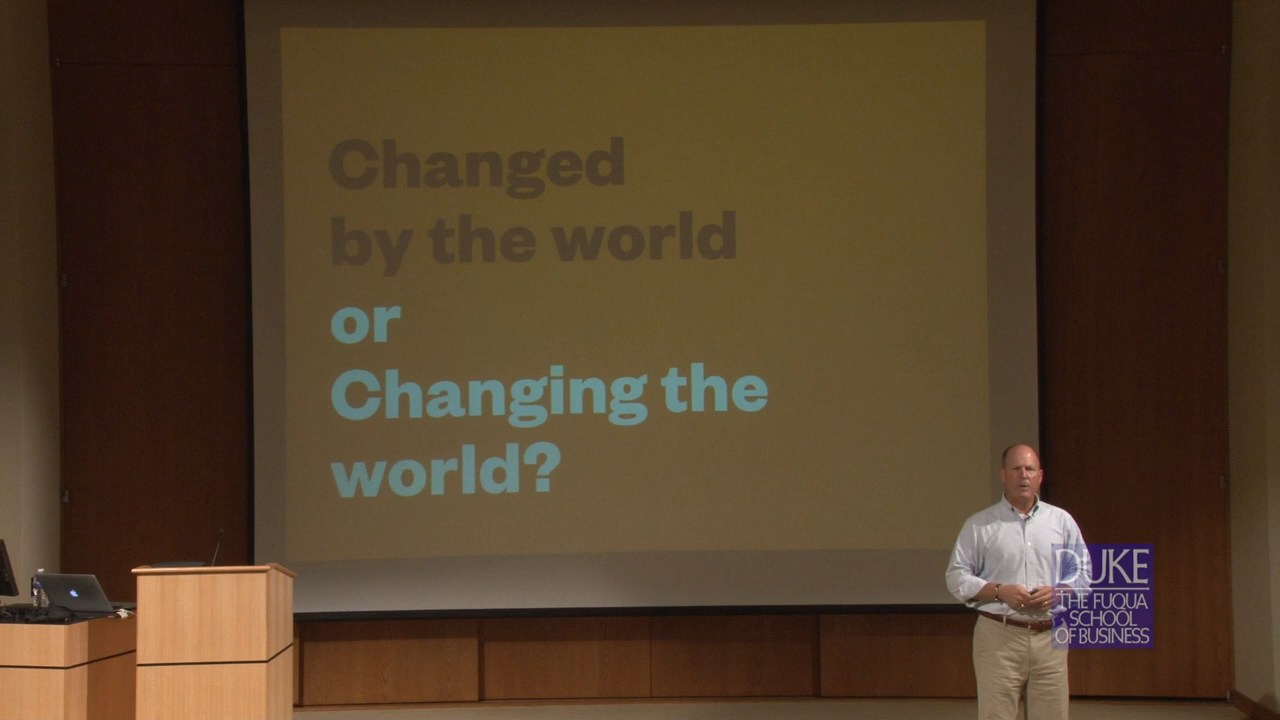 Changed
by the world
or
Changing the
world?
DUKE
THE FUQUA
SCHOOL
OF BUSINESS